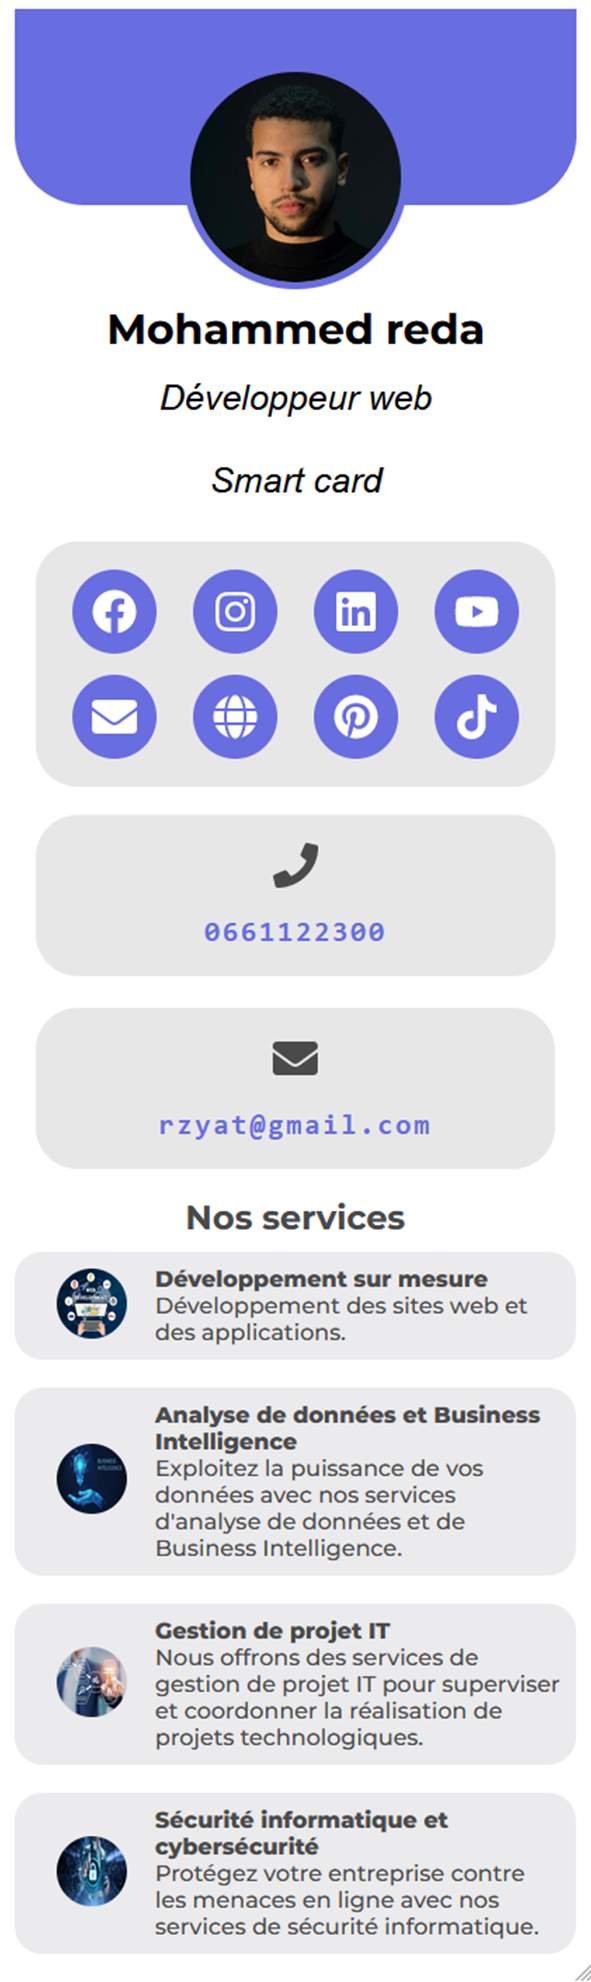 Mohammed reda
Développeur web
Smart card
0661122300
rzyat@gmail.com
Nos services
Développement sur mesure
Développement des sites web et
des applications.
Analyse de données et Business
Intelligence
Exploitez la puissance de vos
données avec nos services
d'analyse de données et de
Business Intelligence.
Gestion de projet IT
Nous offrons des services de
gestion de projet IT pour superviser
et coordonner la réalisation de
projets technologiques.
Sécurité informatique et
cybersécurité
Protégez votre entreprise contre
les menaces en ligne avec nos
services de sécurité informatique.